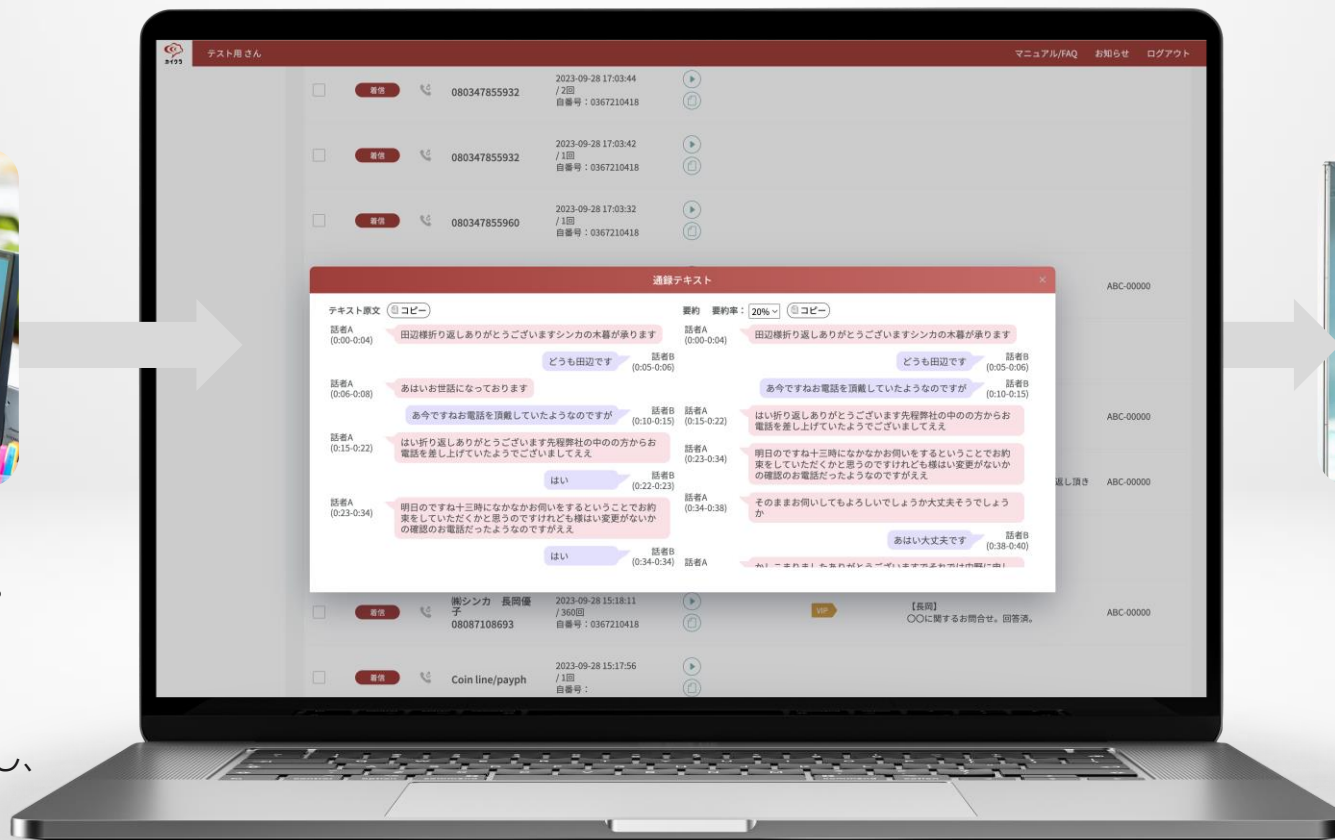 カイクラ
テスト用 さん
マニュアル/FAQ お知らせ ログアウト
着信
080347855932
2023-09-28 17:03:44
/ 2回
自番号：0367210418
着信
080347855932
2023-09-28 17:03:42
/ 1回
自番号：0367210418
着信
080347855960
2023-09-28 17:03:32
/ 1回
自番号：0367210418
通録テキスト ×
テキスト原文 コピー
話者A
(0:00-0:04)
田辺様折り返しありがとうございますシンカの木暮が承ります
どうも田辺です
話者B
(0:05-0:06)
話者A
(0:06-0:08)
あはいお世話になっております
あ今ですねお電話を頂戴していたようなのですが
話者B
(0:10-0:15)
話者A
(0:15-0:22)
はい折り返しありがとうございます先程弊社の中のの方からお
電話を差し上げていたようでございましてええ
はい
話者B
(0:22-0:23)
話者A
(0:23-0:34)
明日のですね十三時になかなかお伺いをするということでお約
束をしていただくかと思うのですけれども様はい変更がないか
の確認のお電話だったようなのですがええ
はい
話者B
(0:34-0:34)
要約 要約率： 20% コピー
話者A
(0:00-0:04)
田辺様折り返しありがとうございますシンカの木暮が承ります
どうも田辺です
話者B
(0:05-0:06)
あ今ですねお電話を頂戴していたようなのですが
話者B
(0:10-0:15)
話者A
(0:15-0:22)
はい折り返しありがとうございます先程弊社の中のの方からお
電話を差し上げていたようでございましてええ
話者A
(0:23-0:34)
明日のですね十三時になかなかお伺いをするということでお約
束をしていただくかと思うのですけれども様はい変更がないか
の確認のお電話だったようなのですがええ
話者A
(0:34-0:38)
そのままお伺いしてもよろしいでしょうか大丈夫そうでしょう
か
あはい大丈夫です
話者B
(0:38-0:40)
話者A
かしこまりましたありがとうございますでそれでは中野に申し
ABC-00000
ABC-00000
返し頂き ABC-00000
着信
㈱シンカ 長岡優
子
08087108693
2023-09-28 15:18:11
/ 360回
自番号：0367210418
VIP
【長岡】
〇〇に関するお問合せ。回答済。
ABC-00000
着信
Coin line/payph
2023-09-28 15:17:56
/ 1回
自番号：
し、